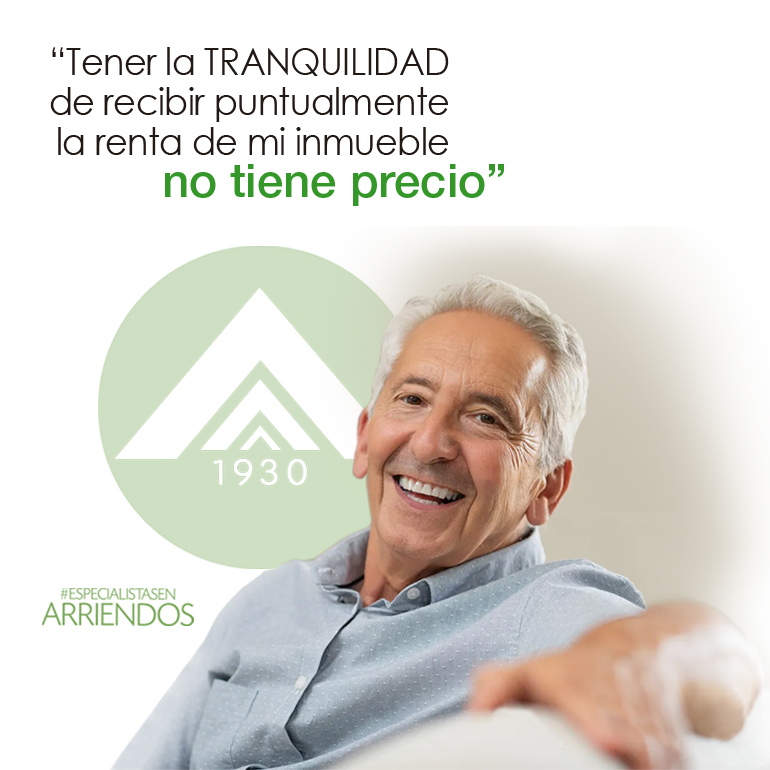 “Tener la TRANQUILIDAD
de recibir puntualmente
la renta de mi inmueble
no tiene precio”
1930
#ESPECIALISTASEN
ARRIENDOS